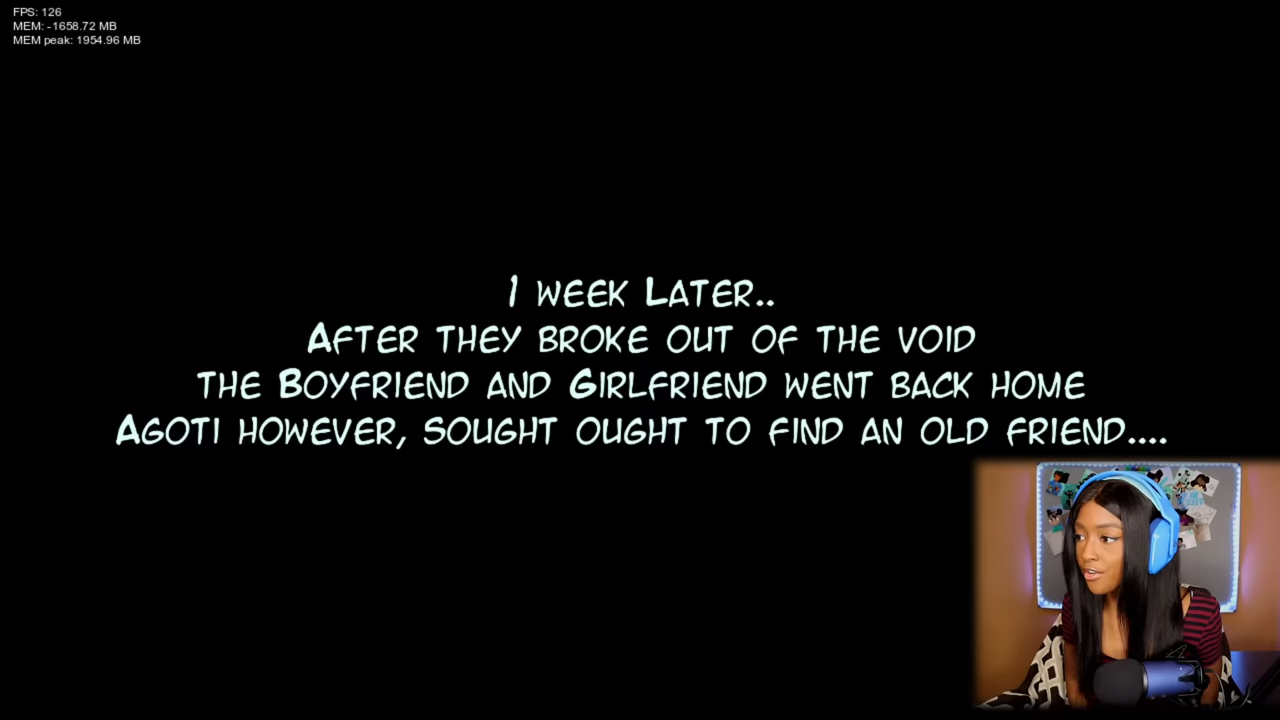 FPS: 126
MEM: -1658.72 MB
MEM peak: 1954.96 MB
1 WEEK LATER..
AFTER THEY BROKE OUT OF THE VOID
THE BOYFRIEND AND GIRLFRIEND WENT BACK HOME
AGOTI HOWEVER, SOUGHT OUGHT TO FIND AN OLD FRIEND....